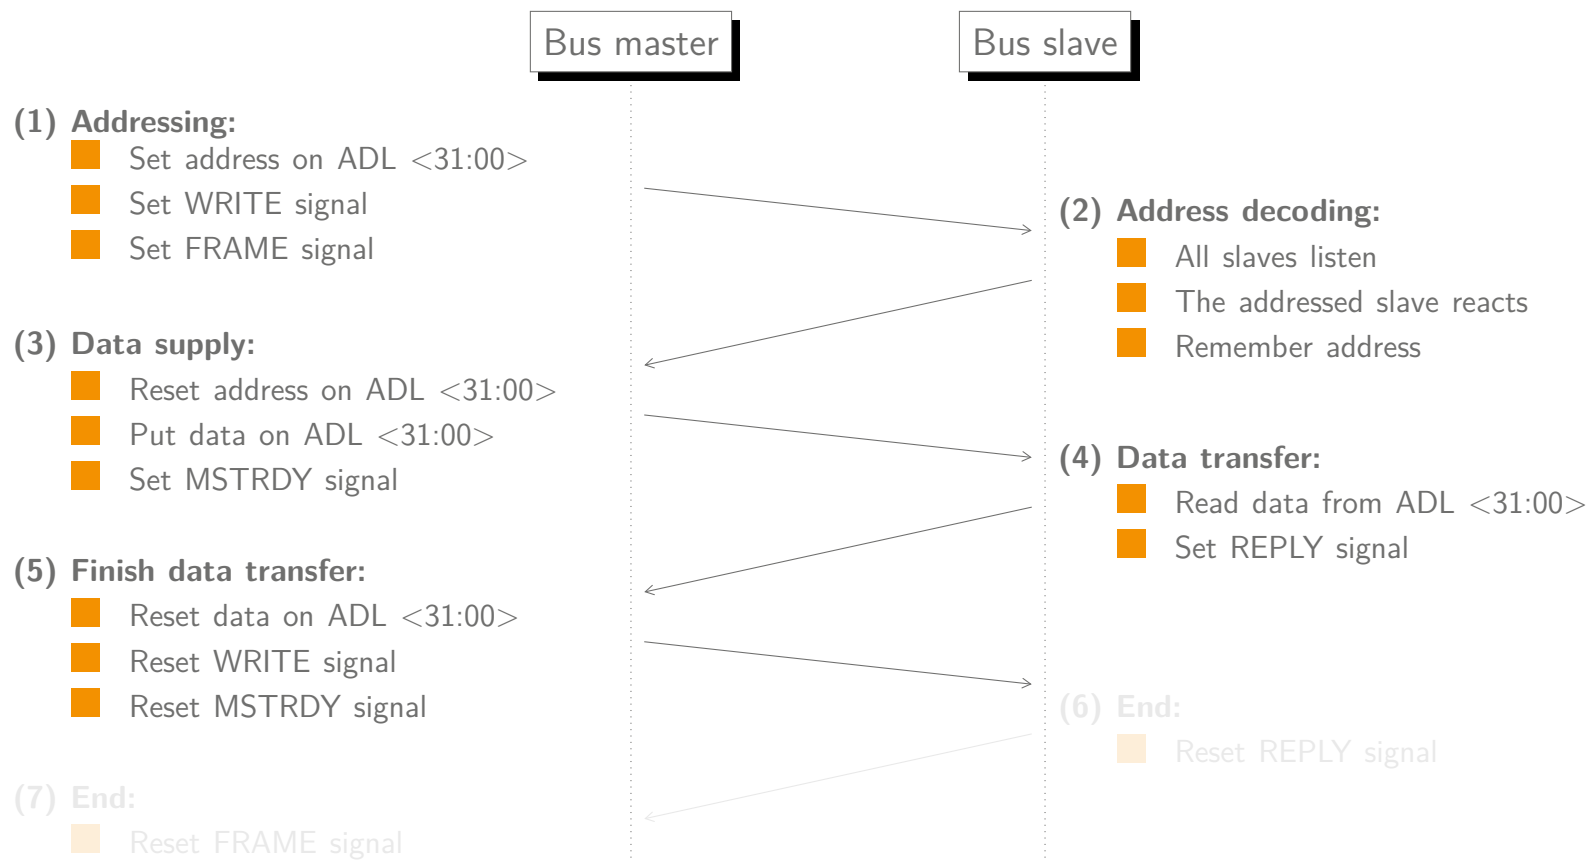 Bus master
Bus slave
(1) Addressing:
Set address on ADL <31:00>
Set WRITE signal
Set FRAME signal
(2) Address decoding:
All slaves listen
The addressed slave reacts
Remember address
(3) Data supply:
Reset address on ADL <31:00>
Put data on ADL <31:00>
Set MSTRDY signal
(4) Data transfer:
Read data from ADL <31:00>
Set REPLY signal
(5) Finish data transfer:
Reset data on ADL <31:00>
Reset WRITE signal
Reset MSTRDY signal
(6) End:
Reset REPLY signal
(7) End:
Reset FRAME signal